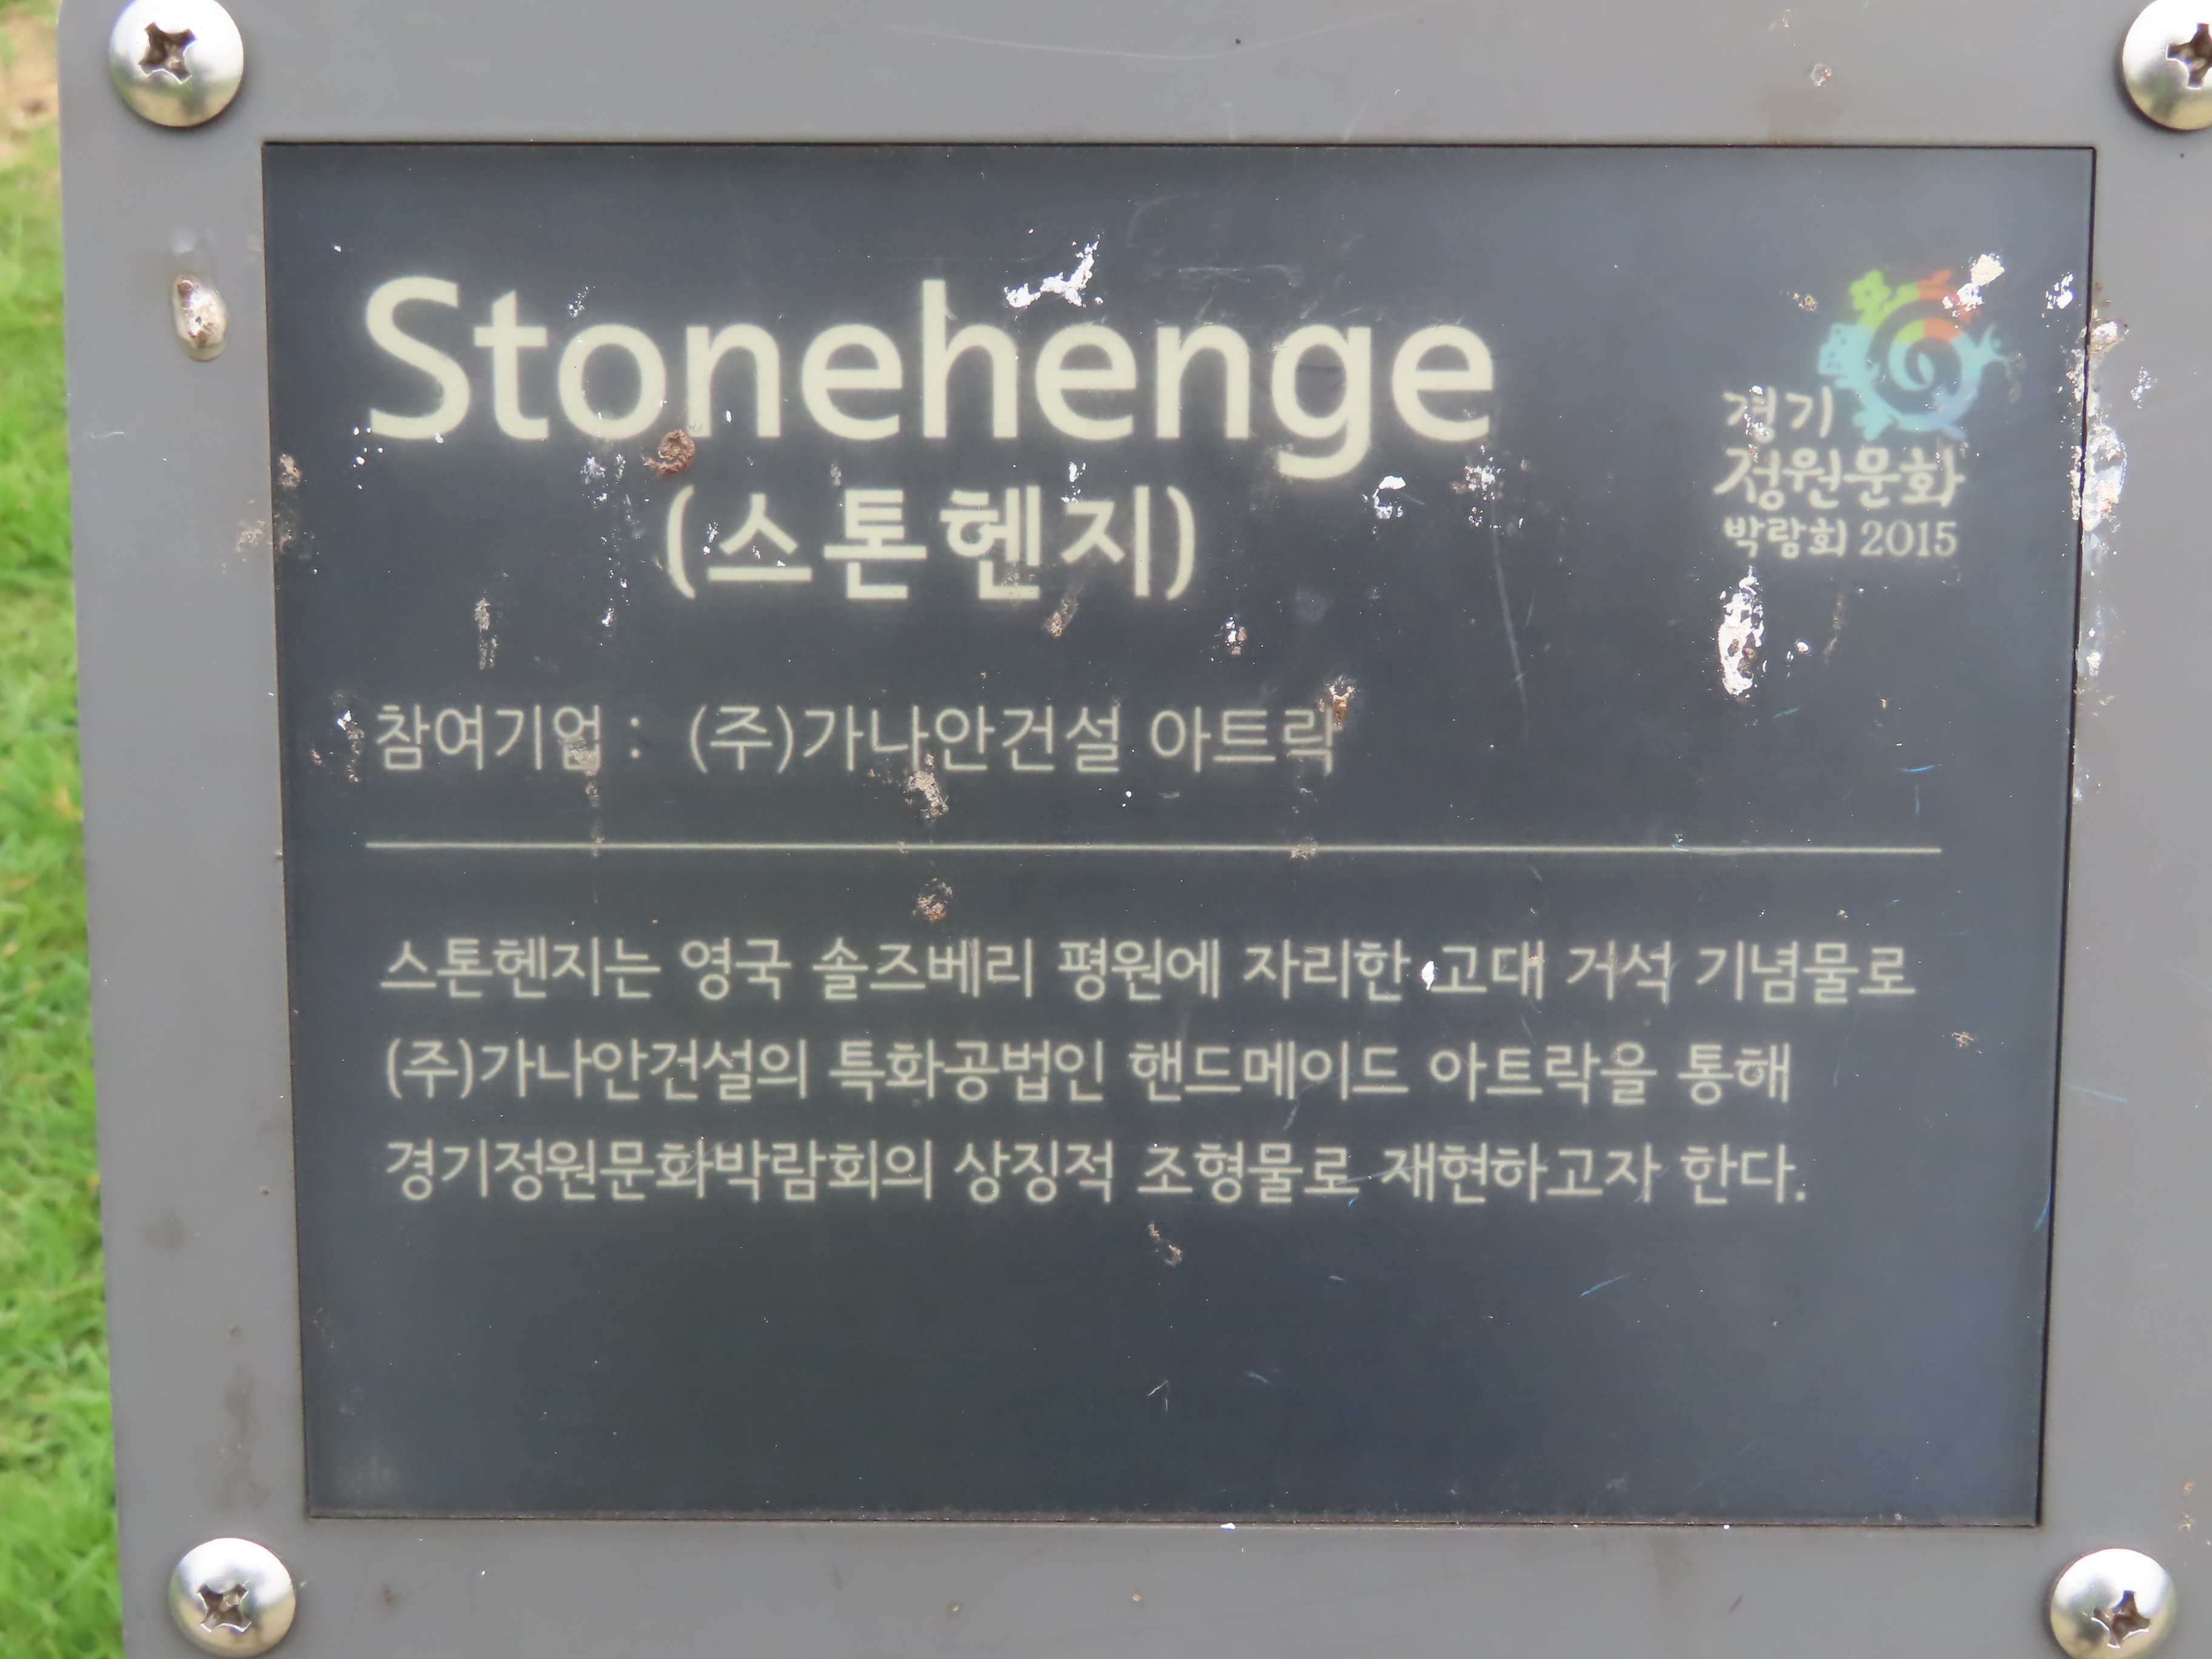 Stonehenge
(스톤헨지)
경기
정원문화
박람회 2015
참여기업 : (주)가나안건설 아트락
스톤헨지는 영국 솔즈베리 평원에 자리한 고대 거석 기념물로
(주)가나안건설의 특화공법인 핸드메이드 아트락을 통해
경기정원문화박람회의 상징적 조형물로 재현하고자 한다.